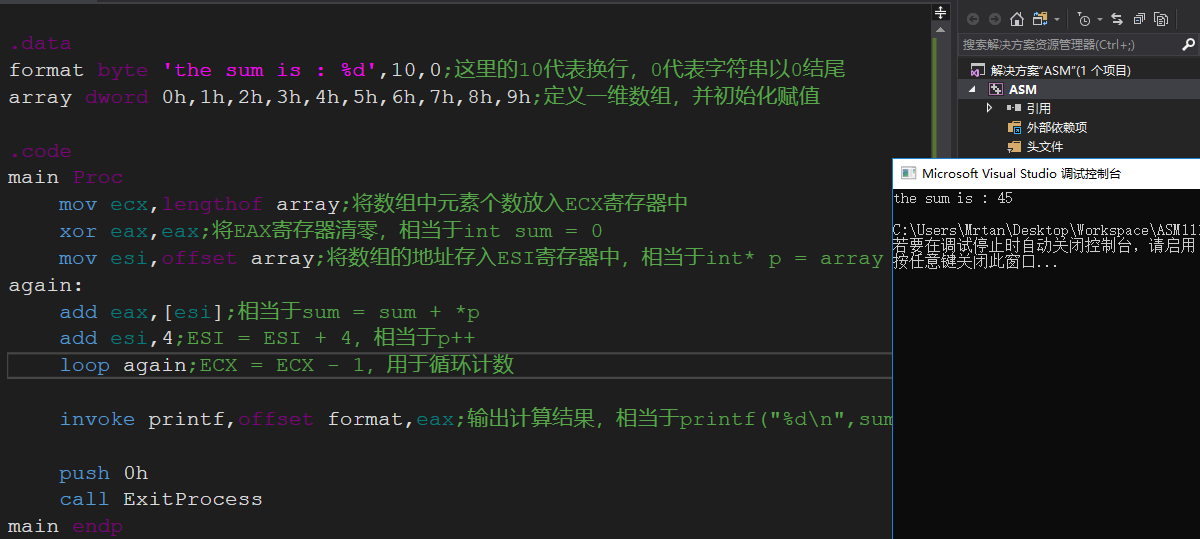 .data
format byte 'the sum is : %d',10,0;这里的10代表换行，0代表字符串以0结尾
array dword 0h,1h,2h,3h,4h,5h,6h,7h,8h,9h;定义一维数组，并初始化赋值
.code
main Proc
mov ecx,lengthof array;将数组中元素个数放入ECX寄存器中
xor eax,eax;将EAX寄存器清零，相当于int sum = 0
mov esi,offset array;将数组的地址存入ESI寄存器中，相当于int* p = array
again:
add eax,[esi];相当于sum = sum + *p
add esi,4;ESI = ESI + 4，相当于p++
loop again;ECX = ECX - 1，用于循环计数
invoke printf,offset format,eax;输出计算结果，相当于printf("%d\n",sum
push 0h
call ExitProcess
main endp
搜索解决方案资源管理器(Ctrl+;)
解决方案"ASM"(1 个项目)
ASM
引用
外部依赖项
头文件
Microsoft Visual Studio 调试控制台
the sum is : 45
C:\Users\Mrtan\Desktop\Workspace\ASM11
若要在调试停止时自动关闭控制台，请启用
按任意键关闭此窗口...